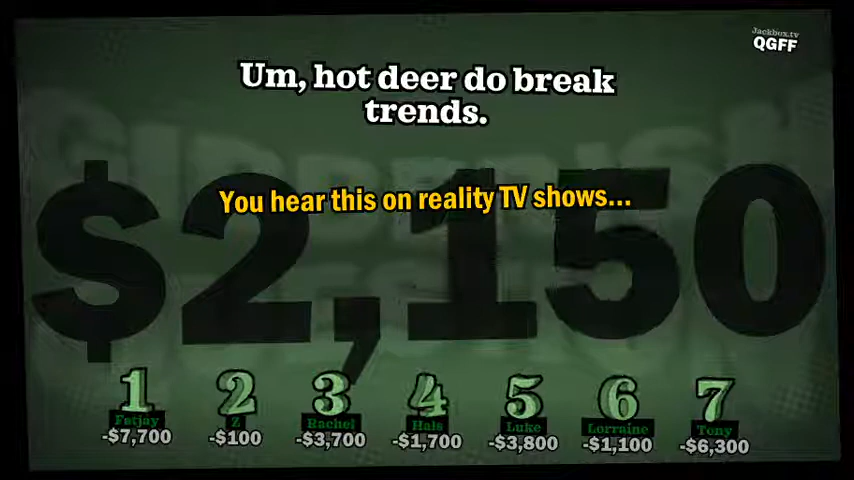 Jackbox.tv
QGFF
Um, hot deer do break
trends.
You hear this on reality TV shows...
$2,150
1 2 3 4 5 6 7
Fatjay Z Rachel Hals Luke Lorraine Tony
-$7,700 -$100 -$3,700 -$1,700 -$3,800 -$1,100 -$6,300